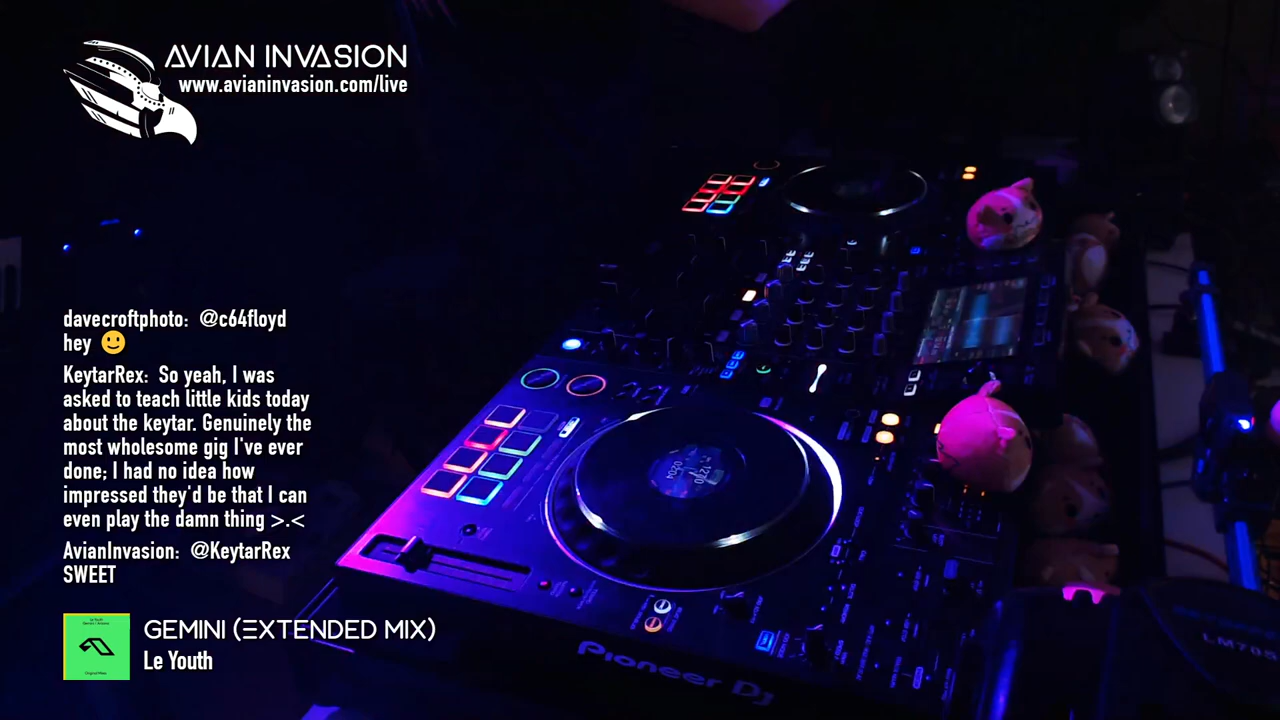 AVIAN INVASION
www.avianinvasion.com/live
davecroftphoto: @c64floyd
hey 🙂
KeytarRex: So yeah, I was
asked to teach little kids today
about the keytar. Genuinely the
most wholesome gig I've ever
done; I had no idea how
impressed they'd be that I can
even play the damn thing >.<
AvianInvasion: @KeytarRex
SWEET
GEMINI (EXTENDED MIX)
Le Youth
Pioneer Dj
LM705